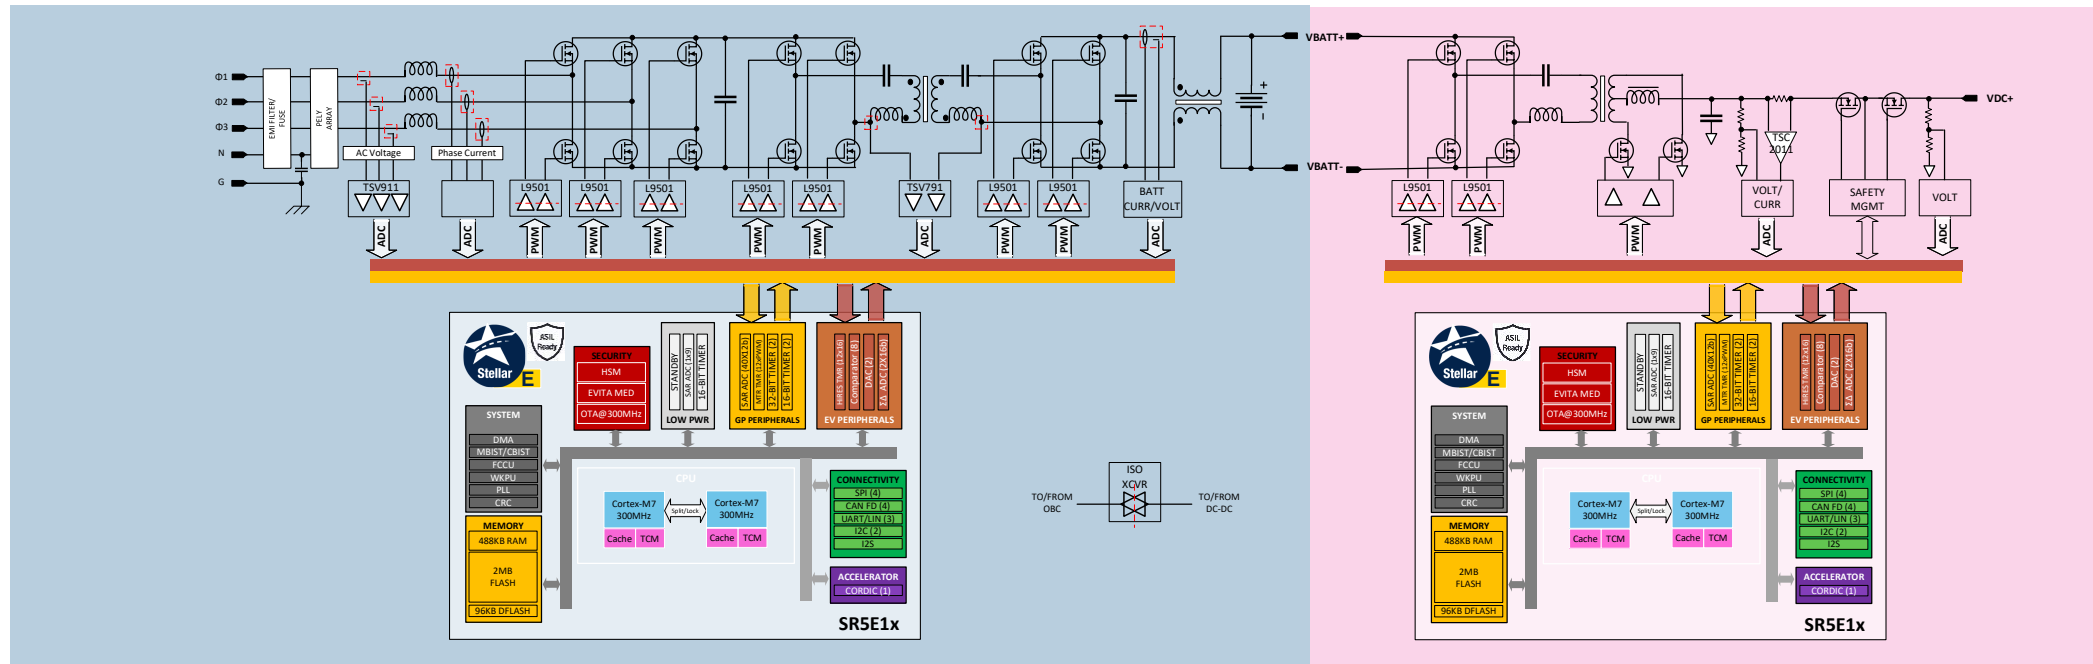 Φ1
Φ2
Φ3
N
G
EMI FILTER/
FUSE
PELY
ARRAY
AC Voltage
Phase Current
TSV911
L9501
L9501
L9501
L9501
L9501
TSV791
L9501
L9501
BATT
CURR/VOLT
ADC
ADC
PWM
PWM
PWM
PWM
PWM
ADC
PWM
PWM
ADC
+
−
VBATT+
VBATT-
VDC+
TSC
2011
L9501
L9501
VOLT/
CURR
SAFETY
MGMT
VOLT
PWM
PWM
PWM
ADC
ADC
Stellar
E
ASIL
Ready
SECURITY
HSM
EVITA MED
OTA@300MHz
STANDBY
SAR ADC (1x9)
16-BIT TIMER
LOW PWR
SAR ADC (40X12b)
MTR TMR (12xPWM)
32-BIT TIMER (2)
16-BIT TIMER (2)
GP PERIPHERALS
HIRES TMR (12x16)
Comparator (8)
DAC (2)
ΣΔ ADC (2X16b)
EV PERIPHERALS
SYSTEM
DMA
MBIST/CBIST
FCCU
WKPU
PLL
CRC
MEMORY
488KB RAM
2MB
FLASH
96KB DFLASH
CPU
Cortex-M7
300MHz
Split/Lock
Cortex-M7
300MHz
Cache
TCM
Cache
TCM
CONNECTIVITY
SPI (4)
CAN FD (4)
UART/LIN (3)
I2C (2)
I2S
ACCELERATOR
CORDIC (1)
SR5E1x
ISO
XCVR
TO/FROM
OBC
TO/FROM
DC-DC
Stellar
E
ASIL
Ready
SECURITY
HSM
EVITA MED
OTA@300MHz
STANDBY
SAR ADC (1x9)
16-BIT TIMER
LOW PWR
SAR ADC (40X12b)
MTR TMR (12xPWM)
32-BIT TIMER (2)
16-BIT TIMER (2)
GP PERIPHERALS
HIRES TMR (12x16)
Comparator (8)
DAC (2)
ΣΔ ADC (2X16b)
EV PERIPHERALS
SYSTEM
DMA
MBIST/CBIST
FCCU
WKPU
PLL
CRC
MEMORY
488KB RAM
2MB
FLASH
96KB DFLASH
CPU
Cortex-M7
300MHz
Split/Lock
Cortex-M7
300MHz
Cache
TCM
Cache
TCM
CONNECTIVITY
SPI (4)
CAN FD (4)
UART/LIN (3)
I2C (2)
I2S
ACCELERATOR
CORDIC (1)
SR5E1x